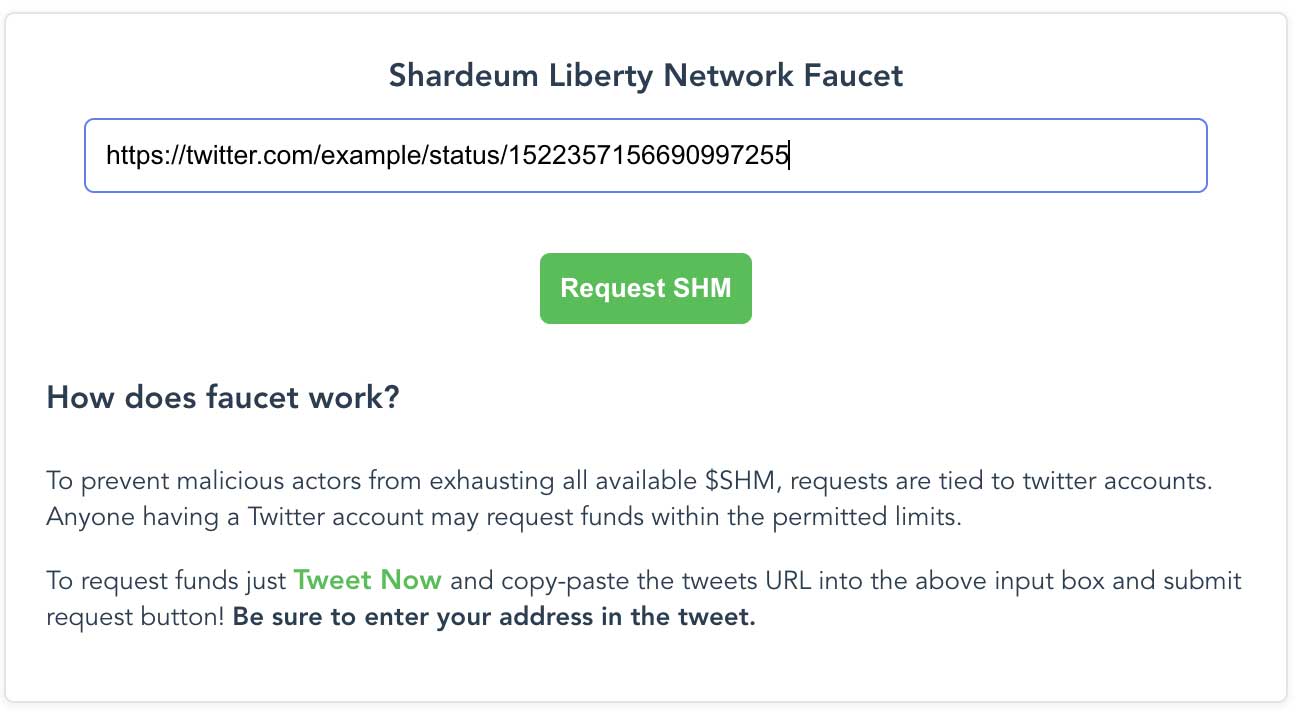 Shardeum Liberty Network Faucet
https://twitter.com/example/status/1522357156690997255
Request SHM
How does faucet work?
To prevent malicious actors from exhausting all available $SHM, requests are tied to twitter accounts.
Anyone having a Twitter account may request funds within the permitted limits.
To request funds just Tweet Now and copy-paste the tweets URL into the above input box and submit
request button! Be sure to enter your address in the tweet.